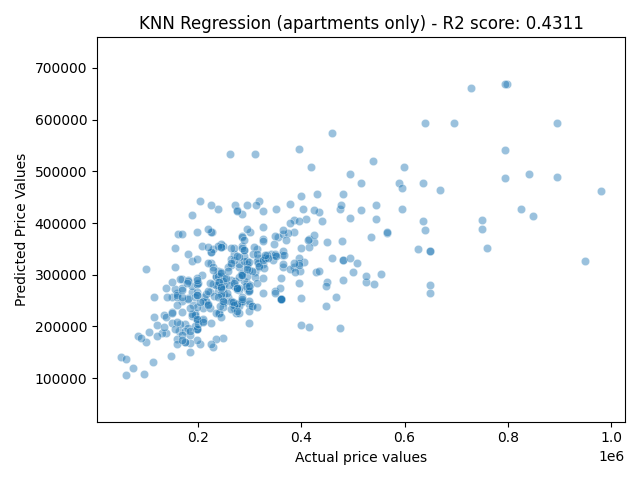 KNN Regression (apartments only) - R2 score: 0.4311
700000
600000
500000
400000
300000
200000
100000
Predicted Price Values
0.2 0.4 0.6 0.8 1.0
1e6
Actual price values